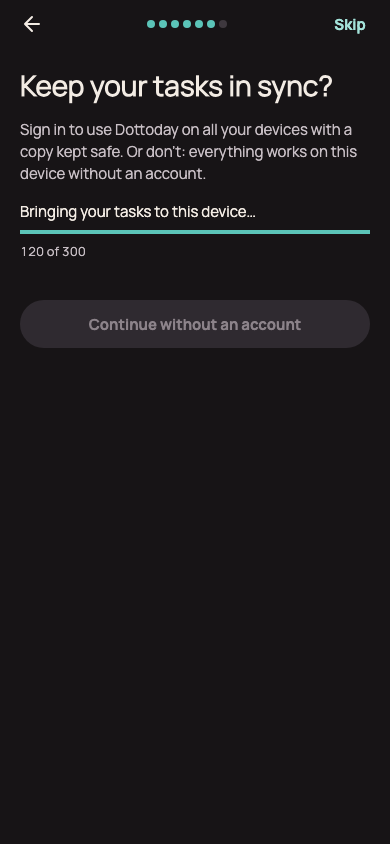 Skip
Keep your tasks in sync?
Sign in to use Dottoday on all your devices with a
copy kept safe. Or don't: everything works on this
device without an account.
Bringing your tasks to this device…
120 of 300
Continue without an account